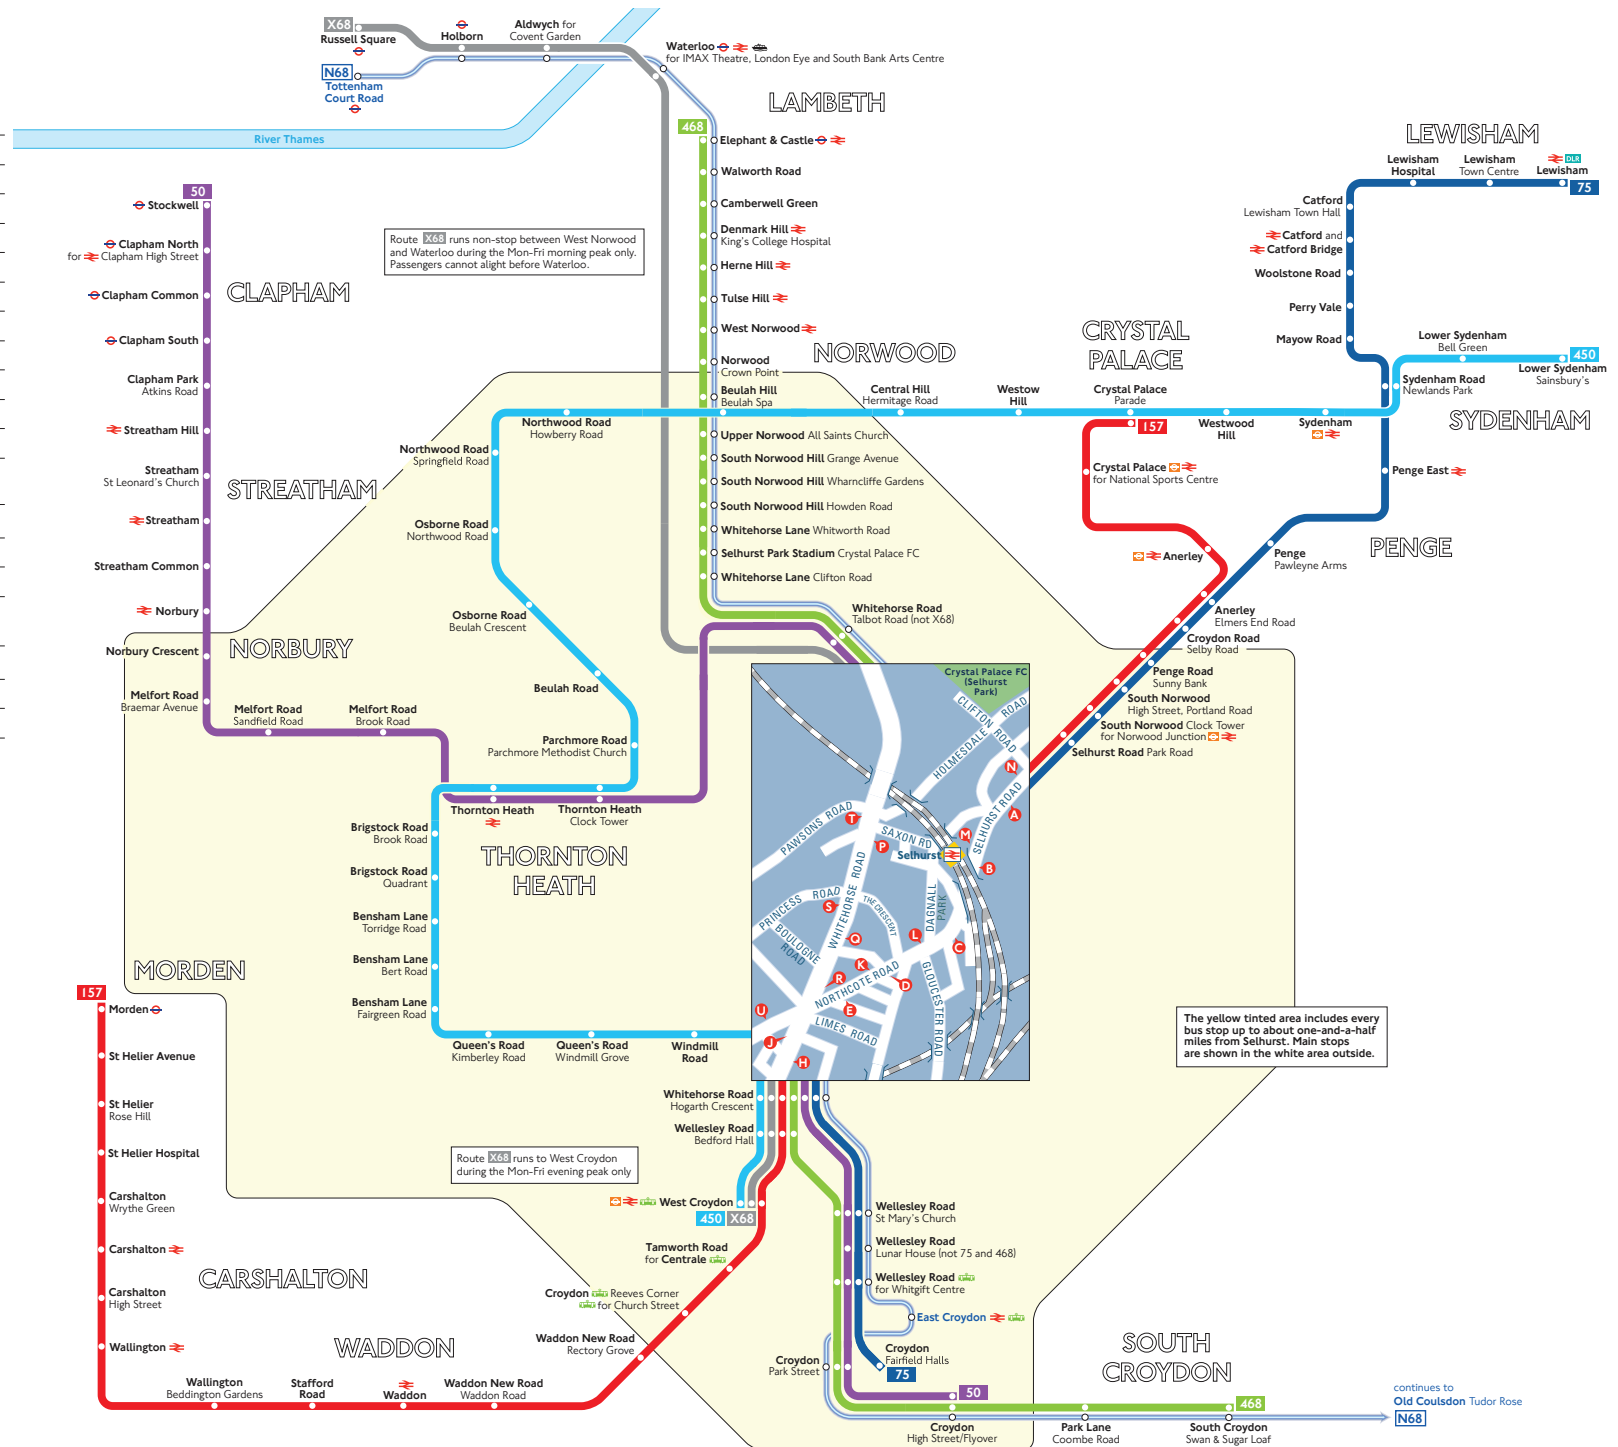 X68
Russell Square
Holborn
Aldwych for
Covent Garden
N68
Tottenham
Court Road
Waterloo
for IMAX Theatre, London Eye and South Bank Arts Centre
River Thames
LAMBETH
468
Elephant & Castle
Walworth Road
Camberwell Green
Denmark Hill
King's College Hospital
Herne Hill
Tulse Hill
West Norwood
Norwood
Crown Point
Beulah Hill
Beulah Spa
Upper Norwood All Saints Church
South Norwood Hill Grange Avenue
South Norwood Hill Wharncliffe Gardens
South Norwood Hill Howden Road
Whitehorse Lane Whitworth Road
Selhurst Park Stadium Crystal Palace FC
Whitehorse Lane Clifton Road
Whitehorse Road
Talbot Road (not X68)
Route X68 runs non-stop between West Norwood
and Waterloo during the Mon-Fri morning peak only.
Passengers cannot alight before Waterloo.
50
Stockwell
Clapham North
for Clapham High Street
Clapham Common
CLAPHAM
Clapham South
Clapham Park
Atkins Road
Streatham Hill
Streatham
St Leonard's Church
STREATHAM
Streatham
Streatham Common
Norbury
Norbury Crescent
NORBURY
Melfort Road
Braemar Avenue
Melfort Road
Sandfield Road
Melfort Road
Brook Road
LEWISHAM
Lewisham
Hospital
Lewisham
Town Centre
DLR
Lewisham
75
Catford
Lewisham Town Hall
Catford and
Catford Bridge
Woolstone Road
Perry Vale
Mayow Road
Lower Sydenham
Bell Green
450
Lower Sydenham
Sainsbury's
Sydenham Road
Newlands Park
SYDENHAM
Penge East
PENGE
Penge
Pawleyne Arms
NORWOOD
CRYSTAL
PALACE
Northwood Road
Howberry Road
Central Hill
Hermitage Road
Westow
Hill
Crystal Palace
Parade
Westwood
Hill
Sydenham
157
Crystal Palace
for National Sports Centre
Anerley
Anerley
Elmers End Road
Croydon Road
Selby Road
Penge Road
Sunny Bank
South Norwood
High Street, Portland Road
South Norwood Clock Tower
for Norwood Junction
Selhurst Road Park Road
Northwood Road
Springfield Road
Osborne Road
Northwood Road
Osborne Road
Beulah Crescent
Beulah Road
Parchmore Road
Parchmore Methodist Church
Thornton Heath
Thornton Heath
Clock Tower
THORNTON
HEATH
Brigstock Road
Brook Road
Brigstock Road
Quadrant
Bensham Lane
Torridge Road
Bensham Lane
Bert Road
Bensham Lane
Fairgreen Road
Queen's Road
Kimberley Road
Queen's Road
Windmill Grove
Windmill
Road
Crystal Palace FC
(Selhurst
Park)
CLIFTON ROAD
HOLMESDALE ROAD
N
SELHURST ROAD
A
PAWSONS ROAD
T
SAXON RD
P
M
Selhurst
B
PRINCESS ROAD
S
WHITEHORSE ROAD
THE CRESCENT
DAGNALL
PARK
BOULOGNE
ROAD
Q
L
C
K
R
NORTHCOTE ROAD
D
GLOUCESTER ROAD
U
E
LIMES ROAD
J
H
The yellow tinted area includes every
bus stop up to about one-and-a-half
miles from Selhurst. Main stops
are shown in the white area outside.
MORDEN
157
Morden
St Helier Avenue
St Helier
Rose Hill
St Helier Hospital
Carshalton
Wrythe Green
Carshalton
CARSHALTON
Carshalton
High Street
Wallington
WADDON
Wallington
Beddington Gardens
Stafford
Road
Waddon
Waddon New Road
Waddon Road
Waddon New Road
Rectory Grove
Croydon Reeves Corner
for Church Street
Tamworth Road
for Centrale
Whitehorse Road
Hogarth Crescent
Wellesley Road
Bedford Hall
Route X68 runs to West Croydon
during the Mon-Fri evening peak only
West Croydon
450 X68
Wellesley Road
St Mary's Church
Wellesley Road
Lunar House (not 75 and 468)
Wellesley Road
for Whitgift Centre
East Croydon
Croydon
Fairfield Halls
75
Croydon
Park Street
50
Croydon
High Street/Flyover
SOUTH
CROYDON
468
Park Lane
Coombe Road
South Croydon
Swan & Sugar Loaf
continues to
Old Coulsdon Tudor Rose
N68